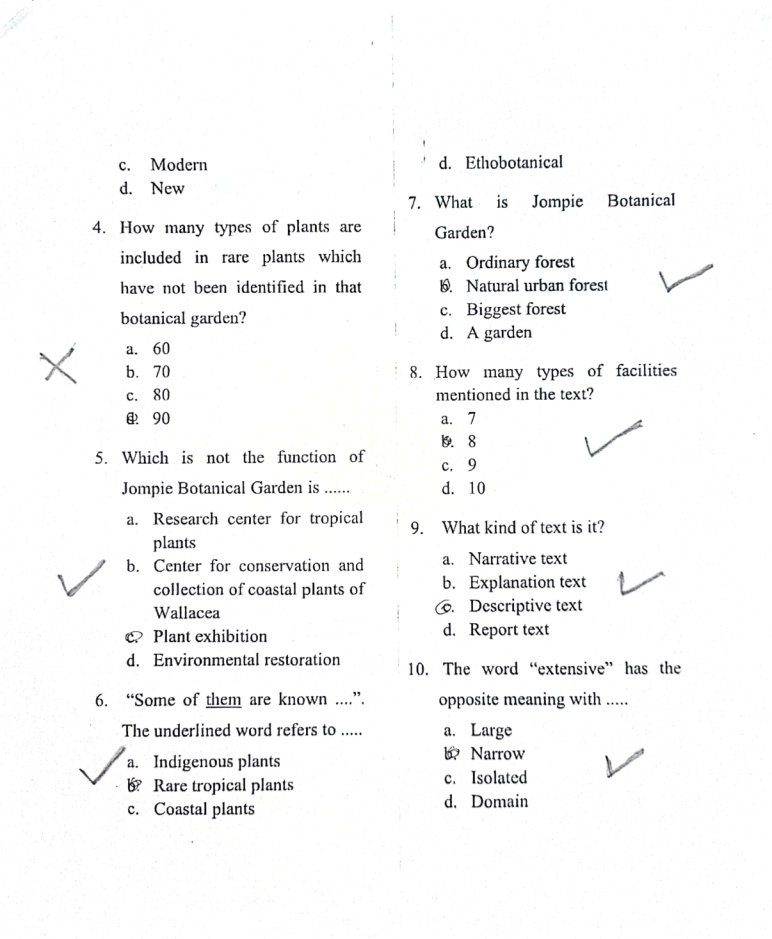 c. Modern
d. New
4. How many types of plants are
included in rare plants which
have not been identified in that
botanical garden?
a. 60
b. 70
c. 80
d. 90
5. Which is not the function of
Jompie Botanical Garden is ......
a. Research center for tropical
plants
b. Center for conservation and
collection of coastal plants of
Wallacea
c. Plant exhibition
d. Environmental restoration
6. “Some of them are known ....”.
The underlined word refers to .....
a. Indigenous plants
b. Rare tropical plants
c. Coastal plants
d. Ethobotanical
7. What is Jompie Botanical
Garden?
a. Ordinary forest
b. Natural urban forest
c. Biggest forest
d. A garden
8. How many types of facilities
mentioned in the text?
a. 7
b. 8
c. 9
d. 10
9. What kind of text is it?
a. Narrative text
b. Explanation text
c. Descriptive text
d. Report text
10. The word “extensive” has the
opposite meaning with .....
a. Large
b. Narrow
c. Isolated
d. Domain